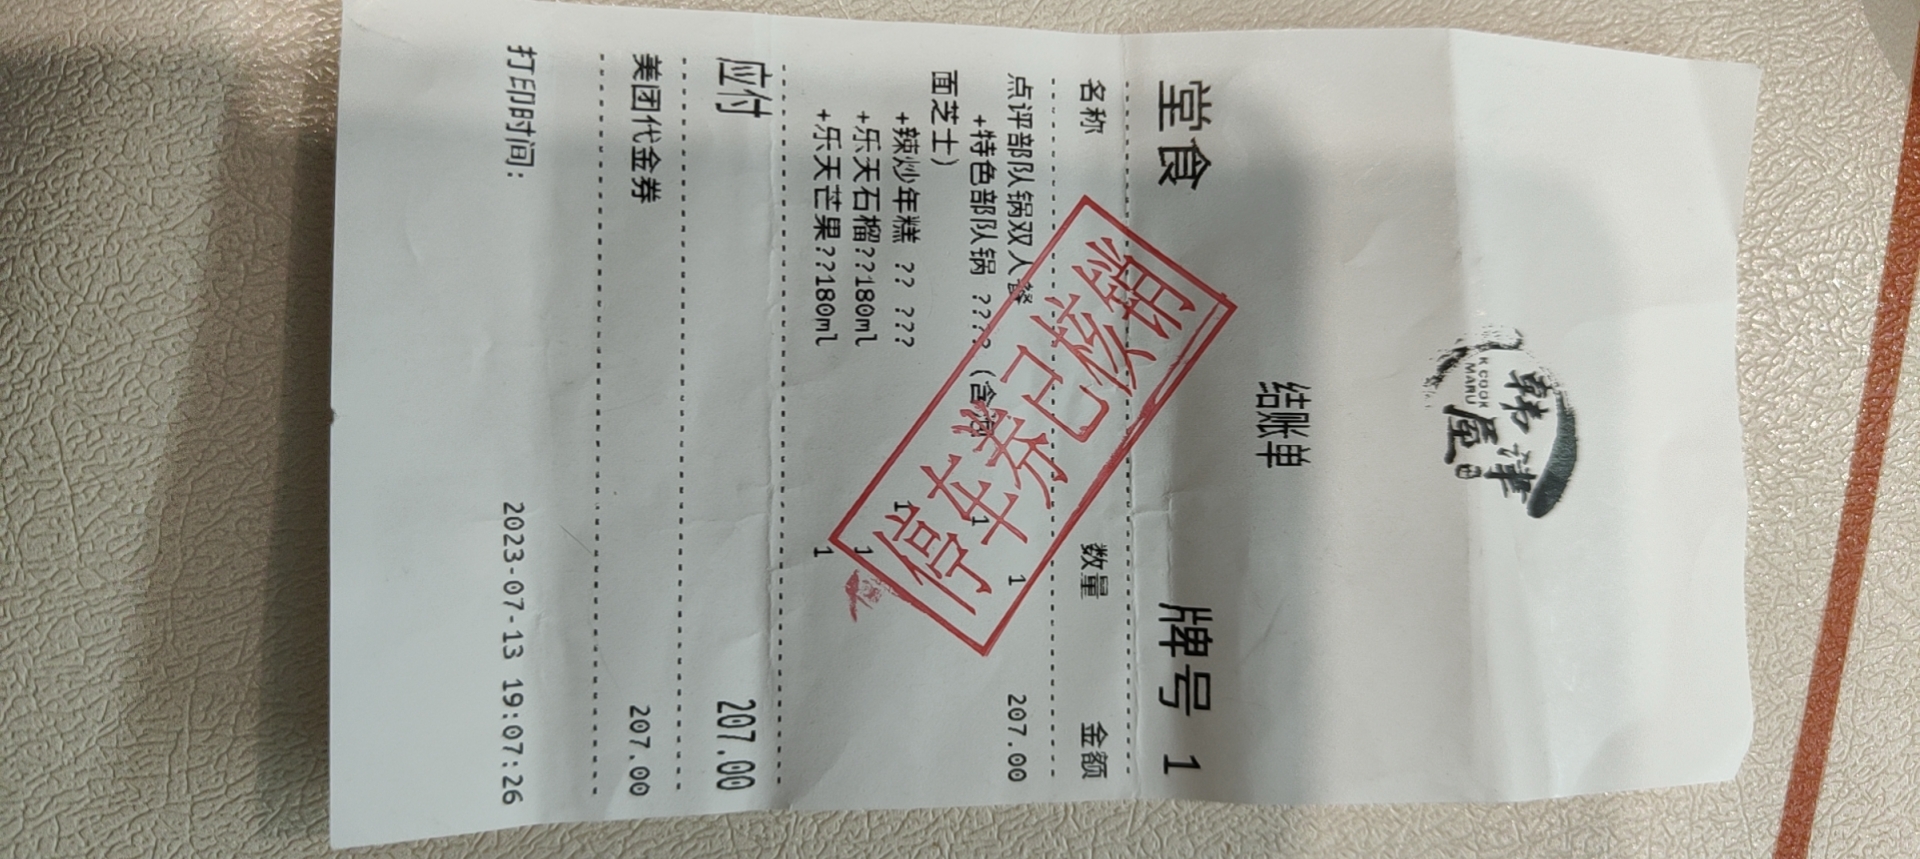 韩津
屋
K COOK
MARU
结账单
堂食 牌号 1
名称 数量 金额
点评部队锅双人餐 1 207.00
+特色部队锅 ???? (含泡 1
面芝士)
+辣炒年糕 ?? ??? 1
+乐天石榴??180ml 1
+乐天芒果??180ml 1
应付 207.00
美团代金券 207.00
打印时间: 2023-07-13 19:07:26
停车券已核销